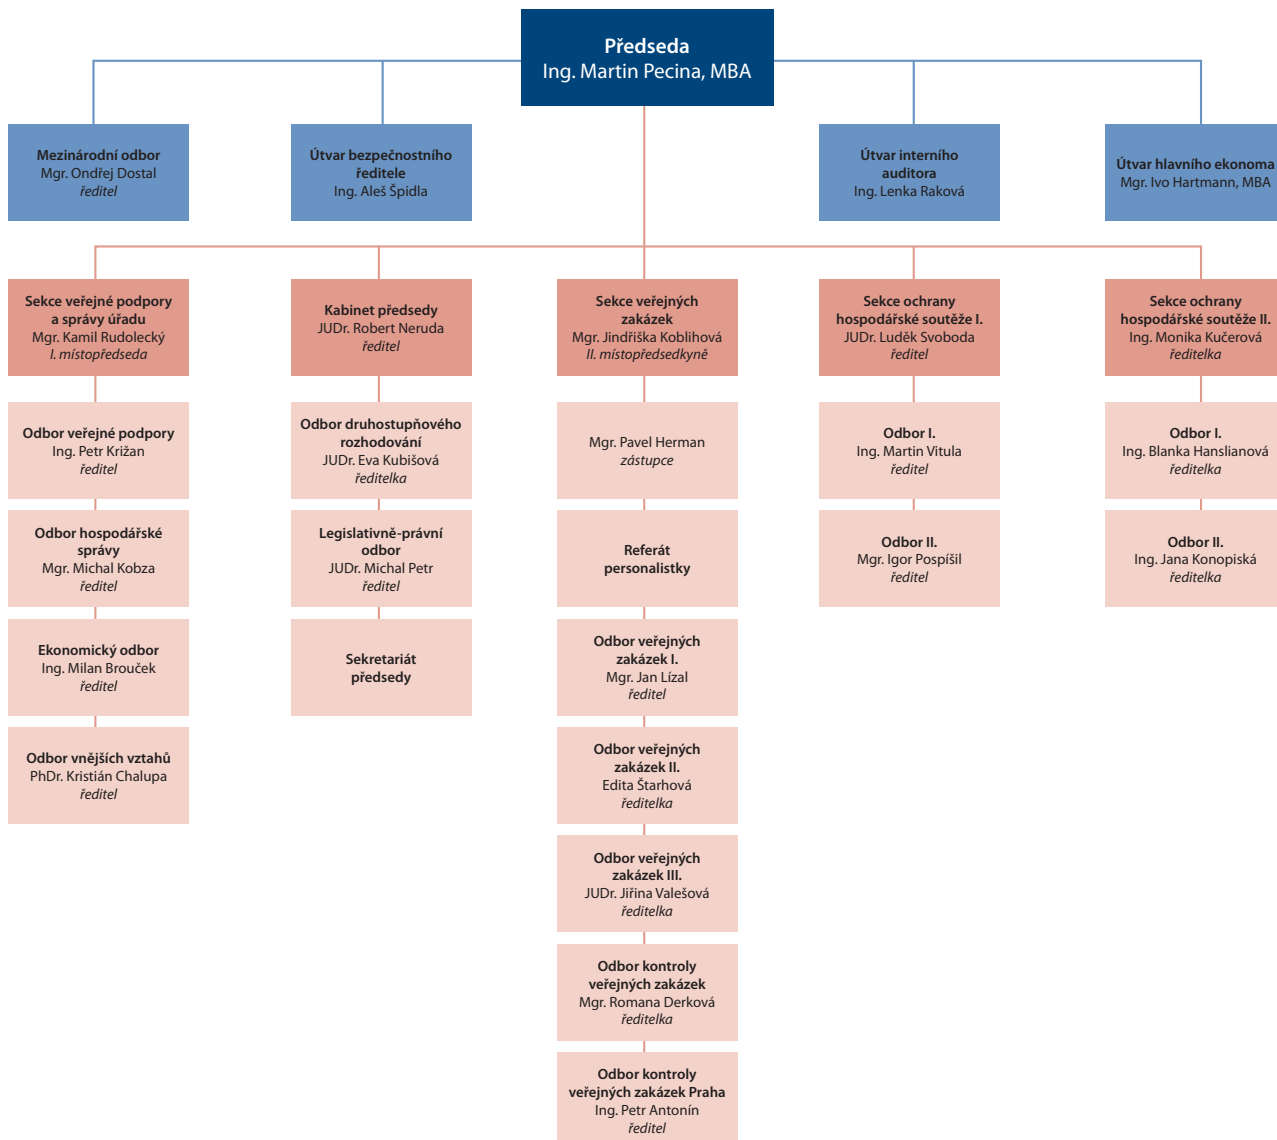 Předseda
Ing. Martin Pecina, MBA
Mezinárodní odbor
Mgr. Ondřej Dostal
ředitel
Útvar bezpečnostního
ředitele
Ing. Aleš Špidla
Útvar interního
auditora
Ing. Lenka Raková
Útvar hlavního ekonoma
Mgr. Ivo Hartmann, MBA
Sekce veřejné podpory
a správy úřadu
Mgr. Kamil Rudolecký
I. místopředseda
Kabinet předsedy
JUDr. Robert Neruda
ředitel
Sekce veřejných
zakázek
Mgr. Jindřiška Koblihová
II. místopředsedkyně
Sekce ochrany
hospodářské soutěže I.
JUDr. Luděk Svoboda
ředitel
Sekce ochrany
hospodářské soutěže II.
Ing. Monika Kučerová
ředitelka
Odbor veřejné podpory
Ing. Petr Križan
ředitel
Odbor druhostupňového
rozhodování
JUDr. Eva Kubišová
ředitelka
Mgr. Pavel Herman
zástupce
Odbor I.
Ing. Martin Vitula
ředitel
Odbor I.
Ing. Blanka Hanslianová
ředitelka
Odbor hospodářské
správy
Mgr. Michal Kobza
ředitel
Legislativně-právní
odbor
JUDr. Michal Petr
ředitel
Referát
personalistky
Odbor II.
Mgr. Igor Pospíšil
ředitel
Odbor II.
Ing. Jana Konopiská
ředitelka
Ekonomický odbor
Ing. Milan Brouček
ředitel
Sekretariát
předsedy
Odbor veřejných
zakázek I.
Mgr. Jan Lízal
ředitel
Odbor vnějších vztahů
PhDr. Kristián Chalupa
ředitel
Odbor veřejných
zakázek II.
Edita Štarhová
ředitelka
Odbor veřejných
zakázek III.
JUDr. Jiřina Valešová
ředitelka
Odbor kontroly
veřejných zakázek
Mgr. Romana Derková
ředitelka
Odbor kontroly
veřejných zakázek Praha
Ing. Petr Antonín
ředitel